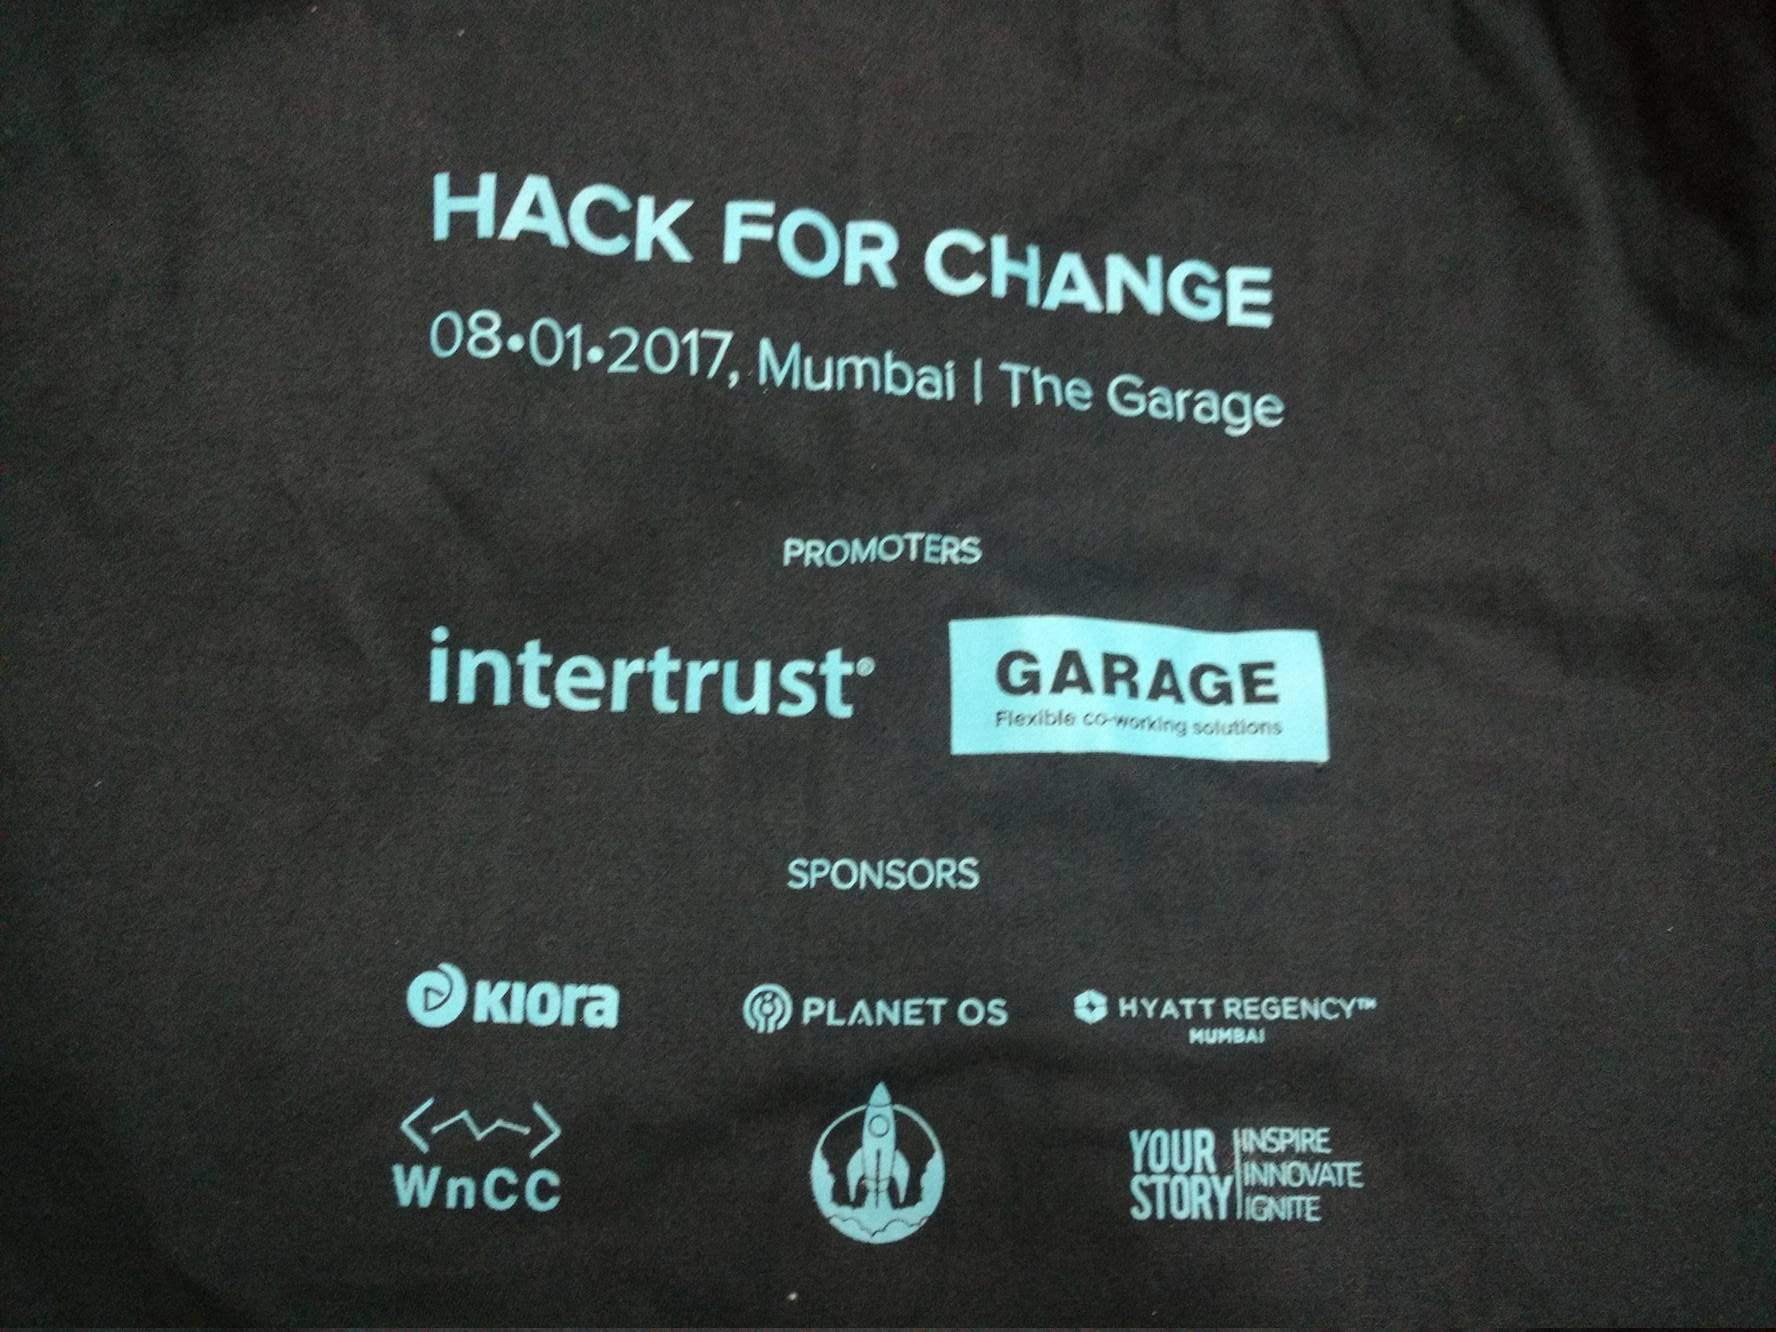 HACK FOR CHANGE
08•01•2017, Mumbai | The Garage
PROMOTERS
intertrust®
GARAGE
Flexible co-working solutions
SPONSORS
KIORA
PLANET OS
HYATT REGENCY™
MUMBAI
WnCC
YOUR STORY
INSPIRE
INNOVATE
IGNITE